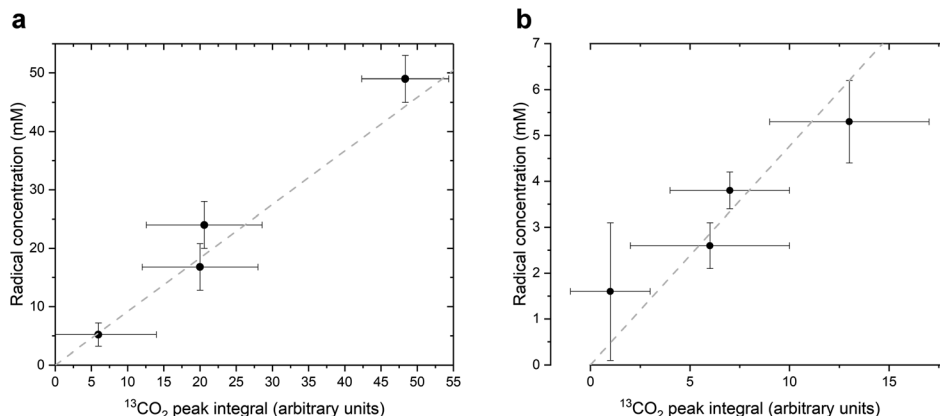 a
Radical concentration (mM)
50
40
30
20
10
0
0 5 10 15 20 25 30 35 40 45 50 55
¹³CO₂ peak integral (arbitrary units)
b
Radical concentration (mM)
7
6
5
4
3
2
1
0
0 5 10 15
¹³CO₂ peak integral (arbitrary units)